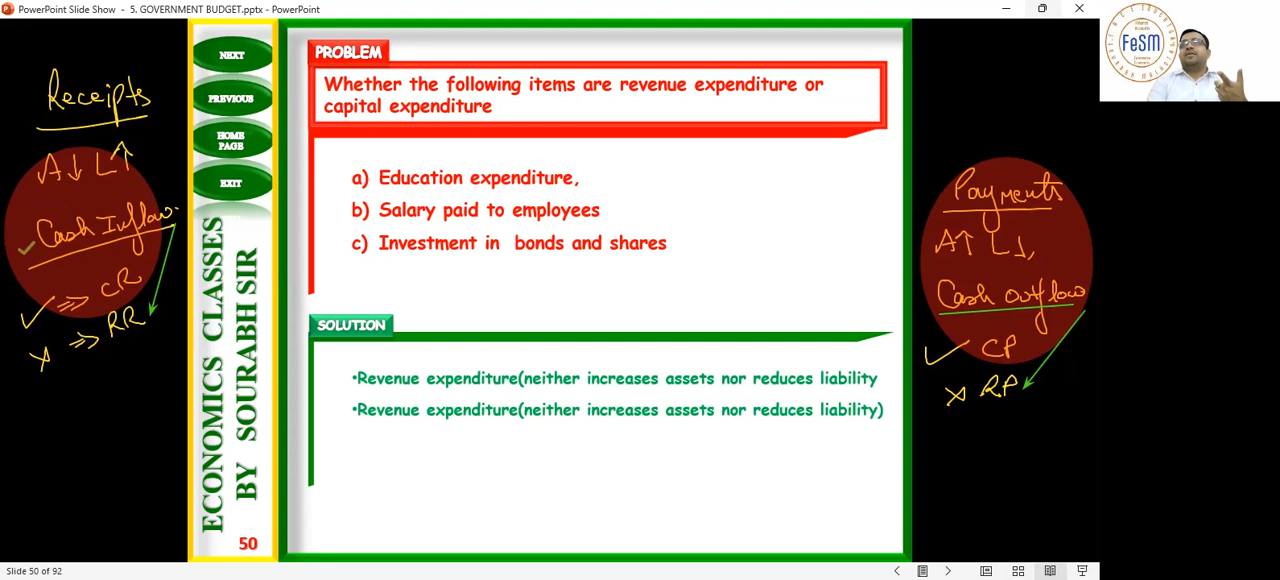 PowerPoint Slide Show - 5. GOVERNMENT BUDGET.pptx - PowerPoint
Receipts
A↓ L↑
Cash Inflow
✓ ⇒ CR
✗ ⇒ RR
NEXT
PREVIOUS
HOME
PAGE
EXIT
ECONOMICS CLASSES
BY SOURABH SIR
50
PROBLEM
Whether the following items are revenue expenditure or
capital expenditure
a) Education expenditure,
b) Salary paid to employees
c) Investment in bonds and shares
SOLUTION
•Revenue expenditure(neither increases assets nor reduces liability
•Revenue expenditure(neither increases assets nor reduces liability)
FeSM
Payments
A↑ L↓,
Cash outflow
✓ CP
✗ RP
Slide 50 of 92